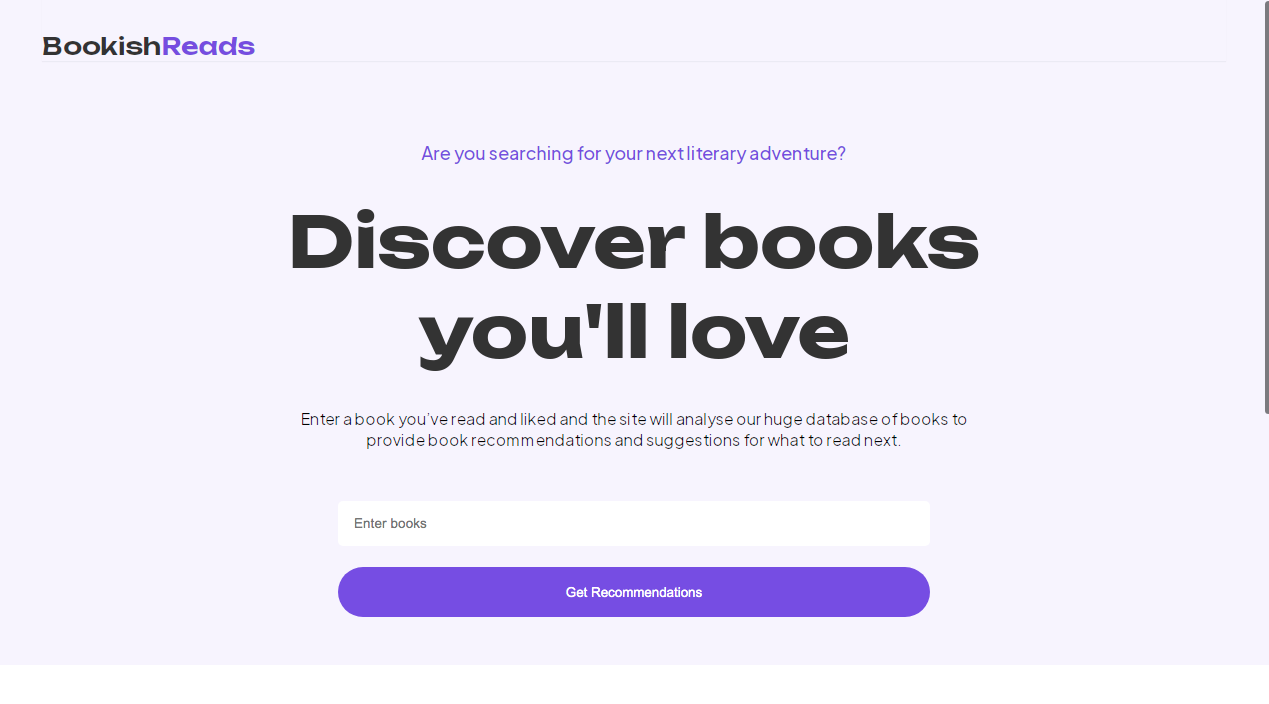 BookishReads
Are you searching for your next literary adventure?
Discover books
you'll love
Enter a book you’ve read and liked and the site will analyse our huge database of books to
provide book recommendations and suggestions for what to read next.
Enter books
Get Recommendations